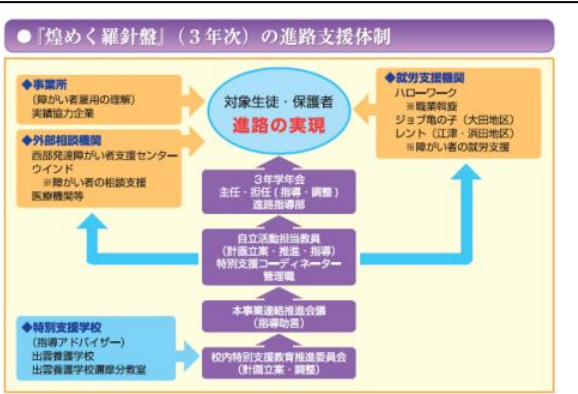 ●『煌めく羅針盤』（３年次）の進路支援体制
◆事業所
（障がい者雇用の理解）
実績協力企業
◆外部相談機関
西部発達障がい者支援センター
ウインド
※障がい者の相談支援
医療機関等
対象生徒・保護者
進路の実現
◆就労支援機関
ハローワーク
※職業斡旋
ジョブ亀の子（大田地区）
レント（江津・浜田地区）
※障がい者の就労支援
３年学年会
主任・担任（指導・調整）
進路指導部
自立活動担当教員
（計画立案・推進・指導）
特別支援コーディネーター
管理職
本事業連絡推進会議
（指導助言）
◆特別支援学校
（指導アドバイザー）
出雲養護学校
出雲養護学校邇摩分教室
校内特別支援教育推進委員会
（計画立案・調整）